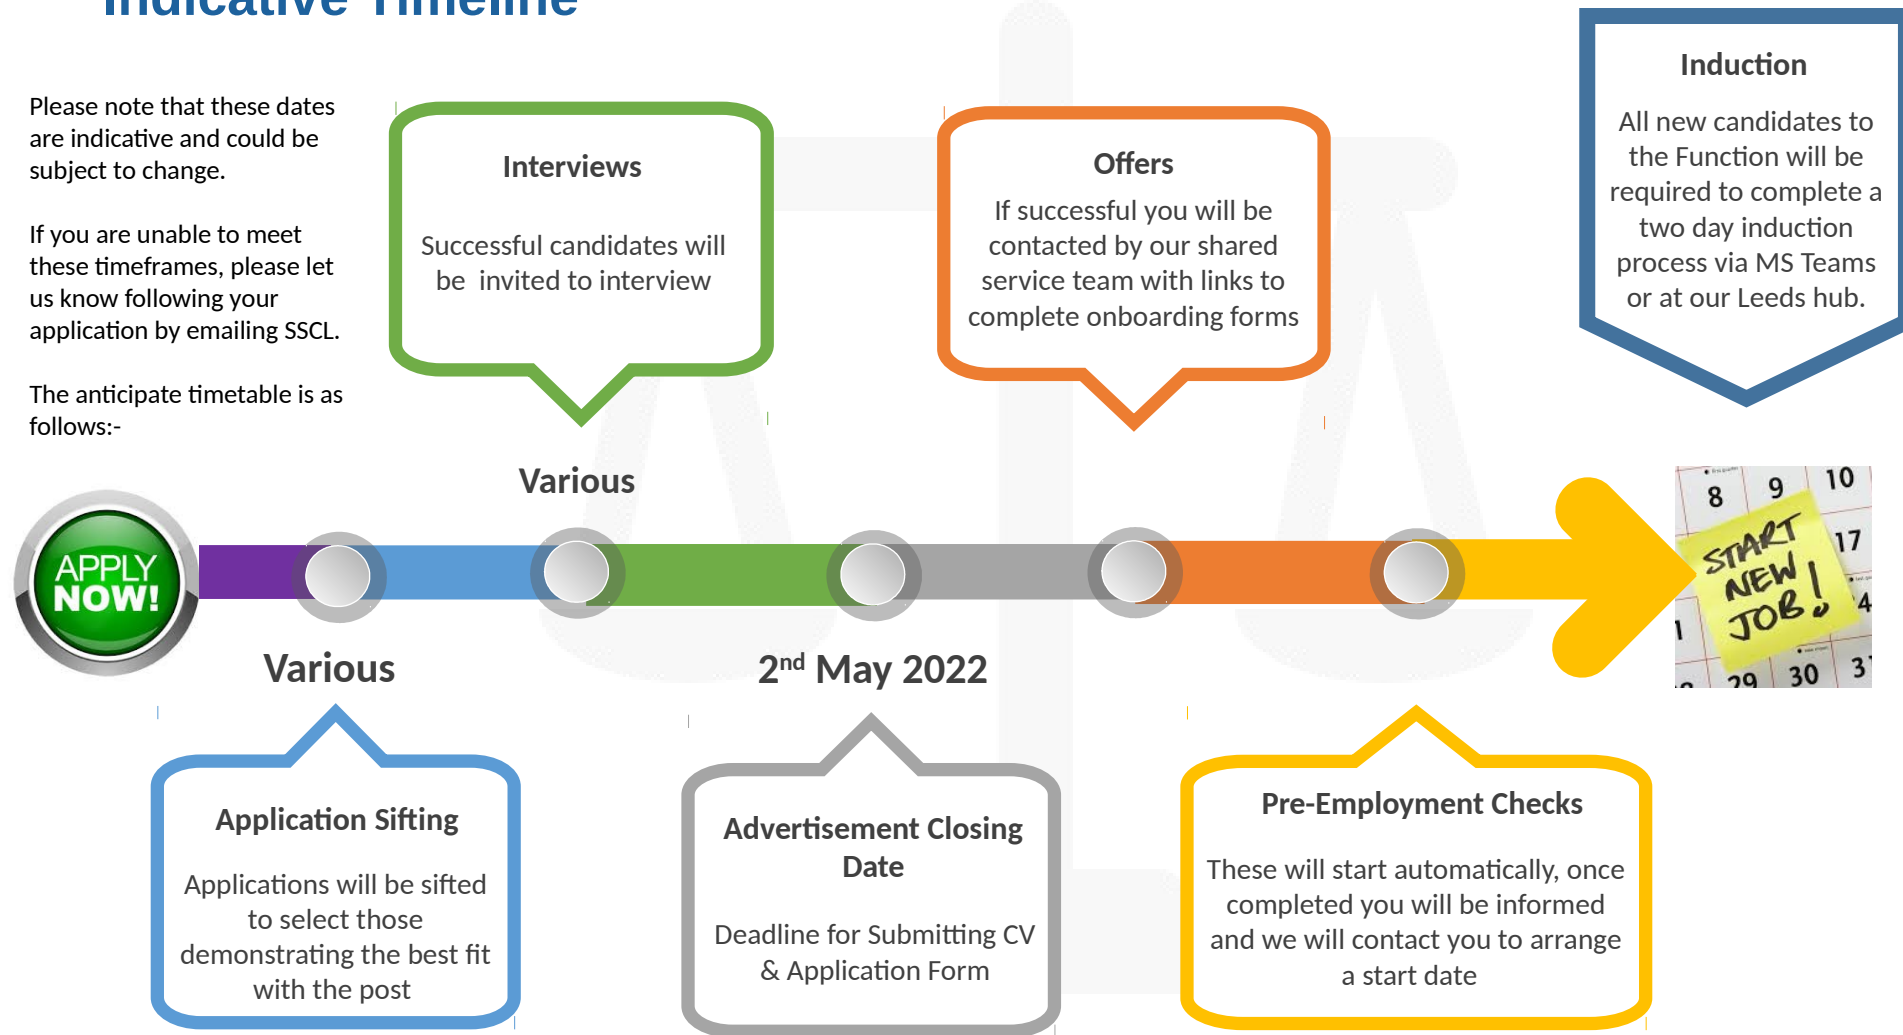 Indicative Timeline
Please note that these dates
are indicative and could be
subject to change.
If you are unable to meet
these timeframes, please let
us know following your
application by emailing SSCL.
The anticipate timetable is as
follows:-
Interviews
Successful candidates will
be  invited to interview
Offers
If successful you will be
contacted by our shared
service team with links to
complete onboarding forms
Induction
All new candidates to
the Function will be
required to complete a
two day induction
process via MS Teams
or at our Leeds hub.
Various
APPLY
NOW!
8 9 10
17
START
NEW
JOB!
29 30
Various
2nd May 2022
Application Sifting
Applications will be sifted
to select those
demonstrating the best fit
with the post
Advertisement Closing
Date
Deadline for Submitting CV
& Application Form
Pre-Employment Checks
These will start automatically, once
completed you will be informed
and we will contact you to arrange
a start date